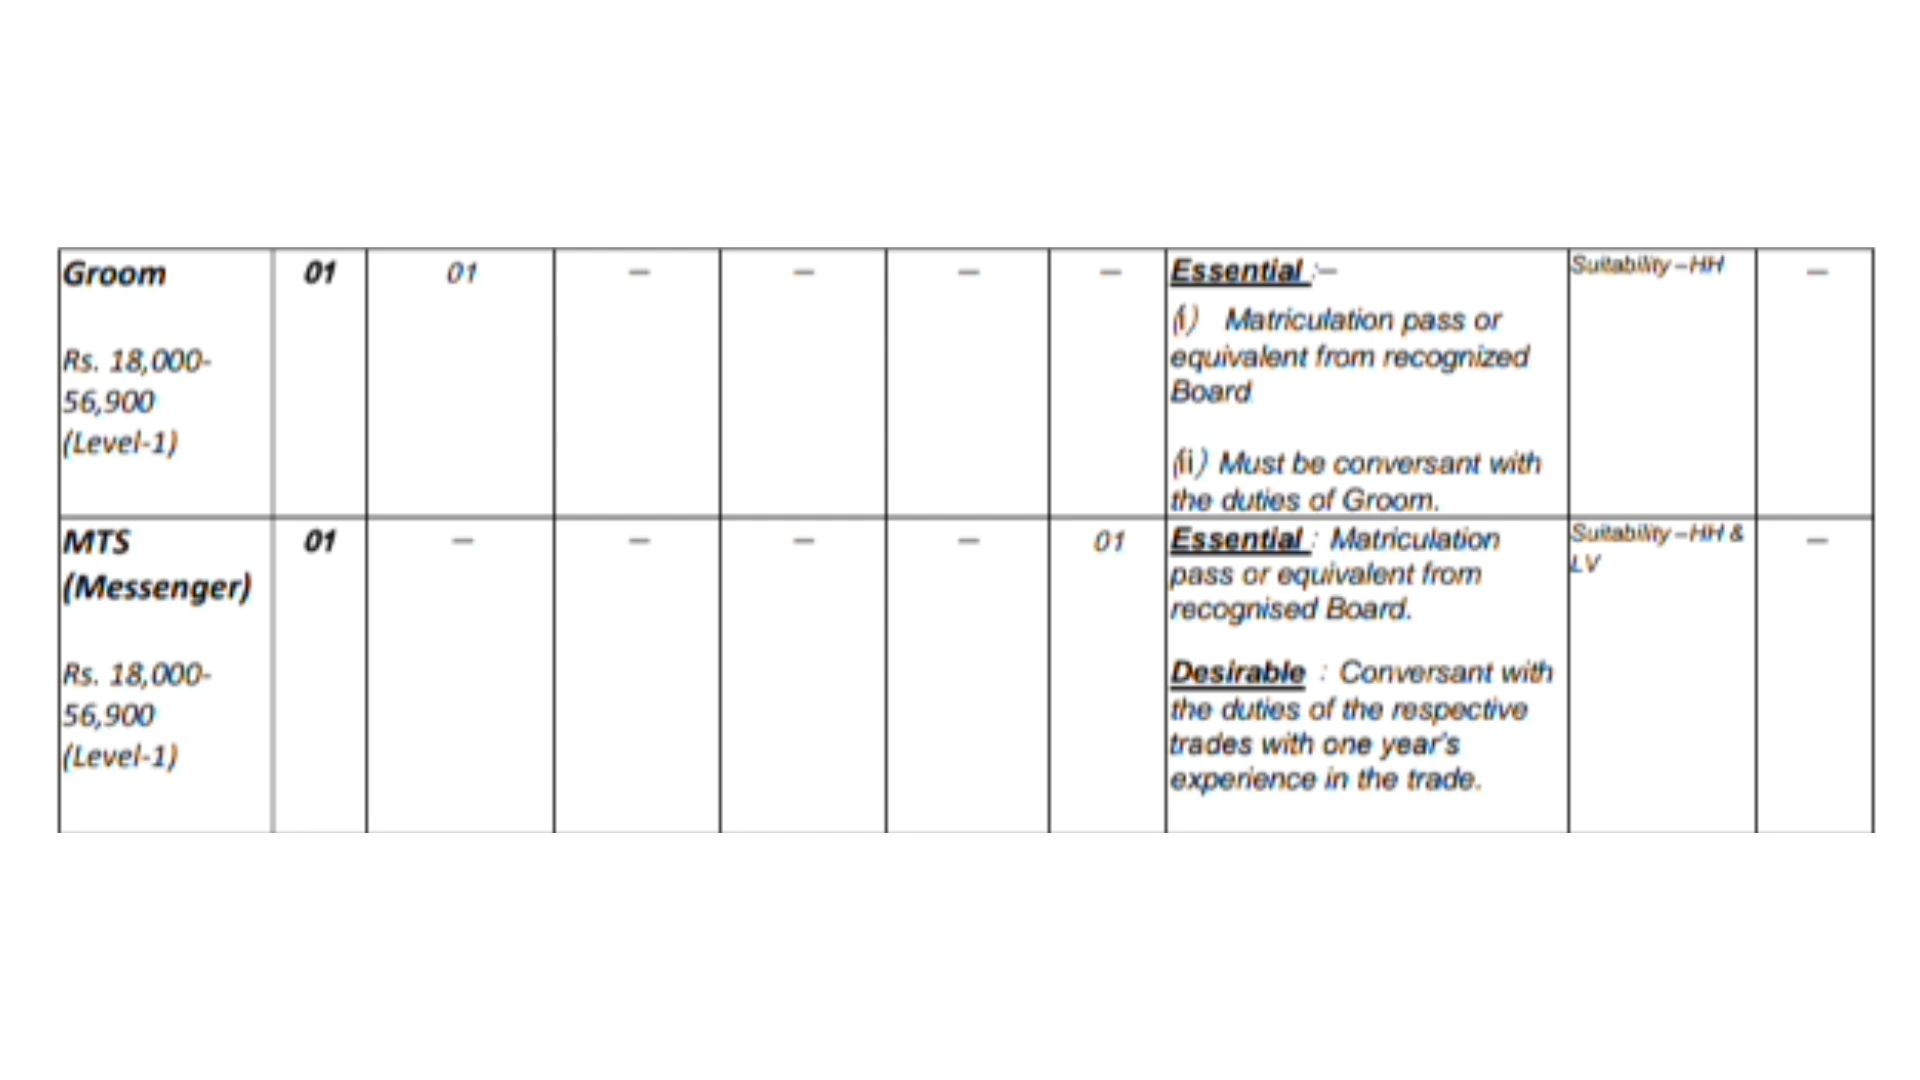 Groom 01 01 — — — — Essential :– Suitability –HH —
(i) Matriculation pass or
Rs. 18,000- equivalent from recognized
56,900 Board
(Level-1)
(ii) Must be conversant with
the duties of Groom.
MTS 01 — — — — 01 Essential : Matriculation Suitability –HH & —
(Messenger) pass or equivalent from LV
recognised Board.
Rs. 18,000- Desirable : Conversant with
56,900 the duties of the respective
(Level-1) trades with one year's
experience in the trade.